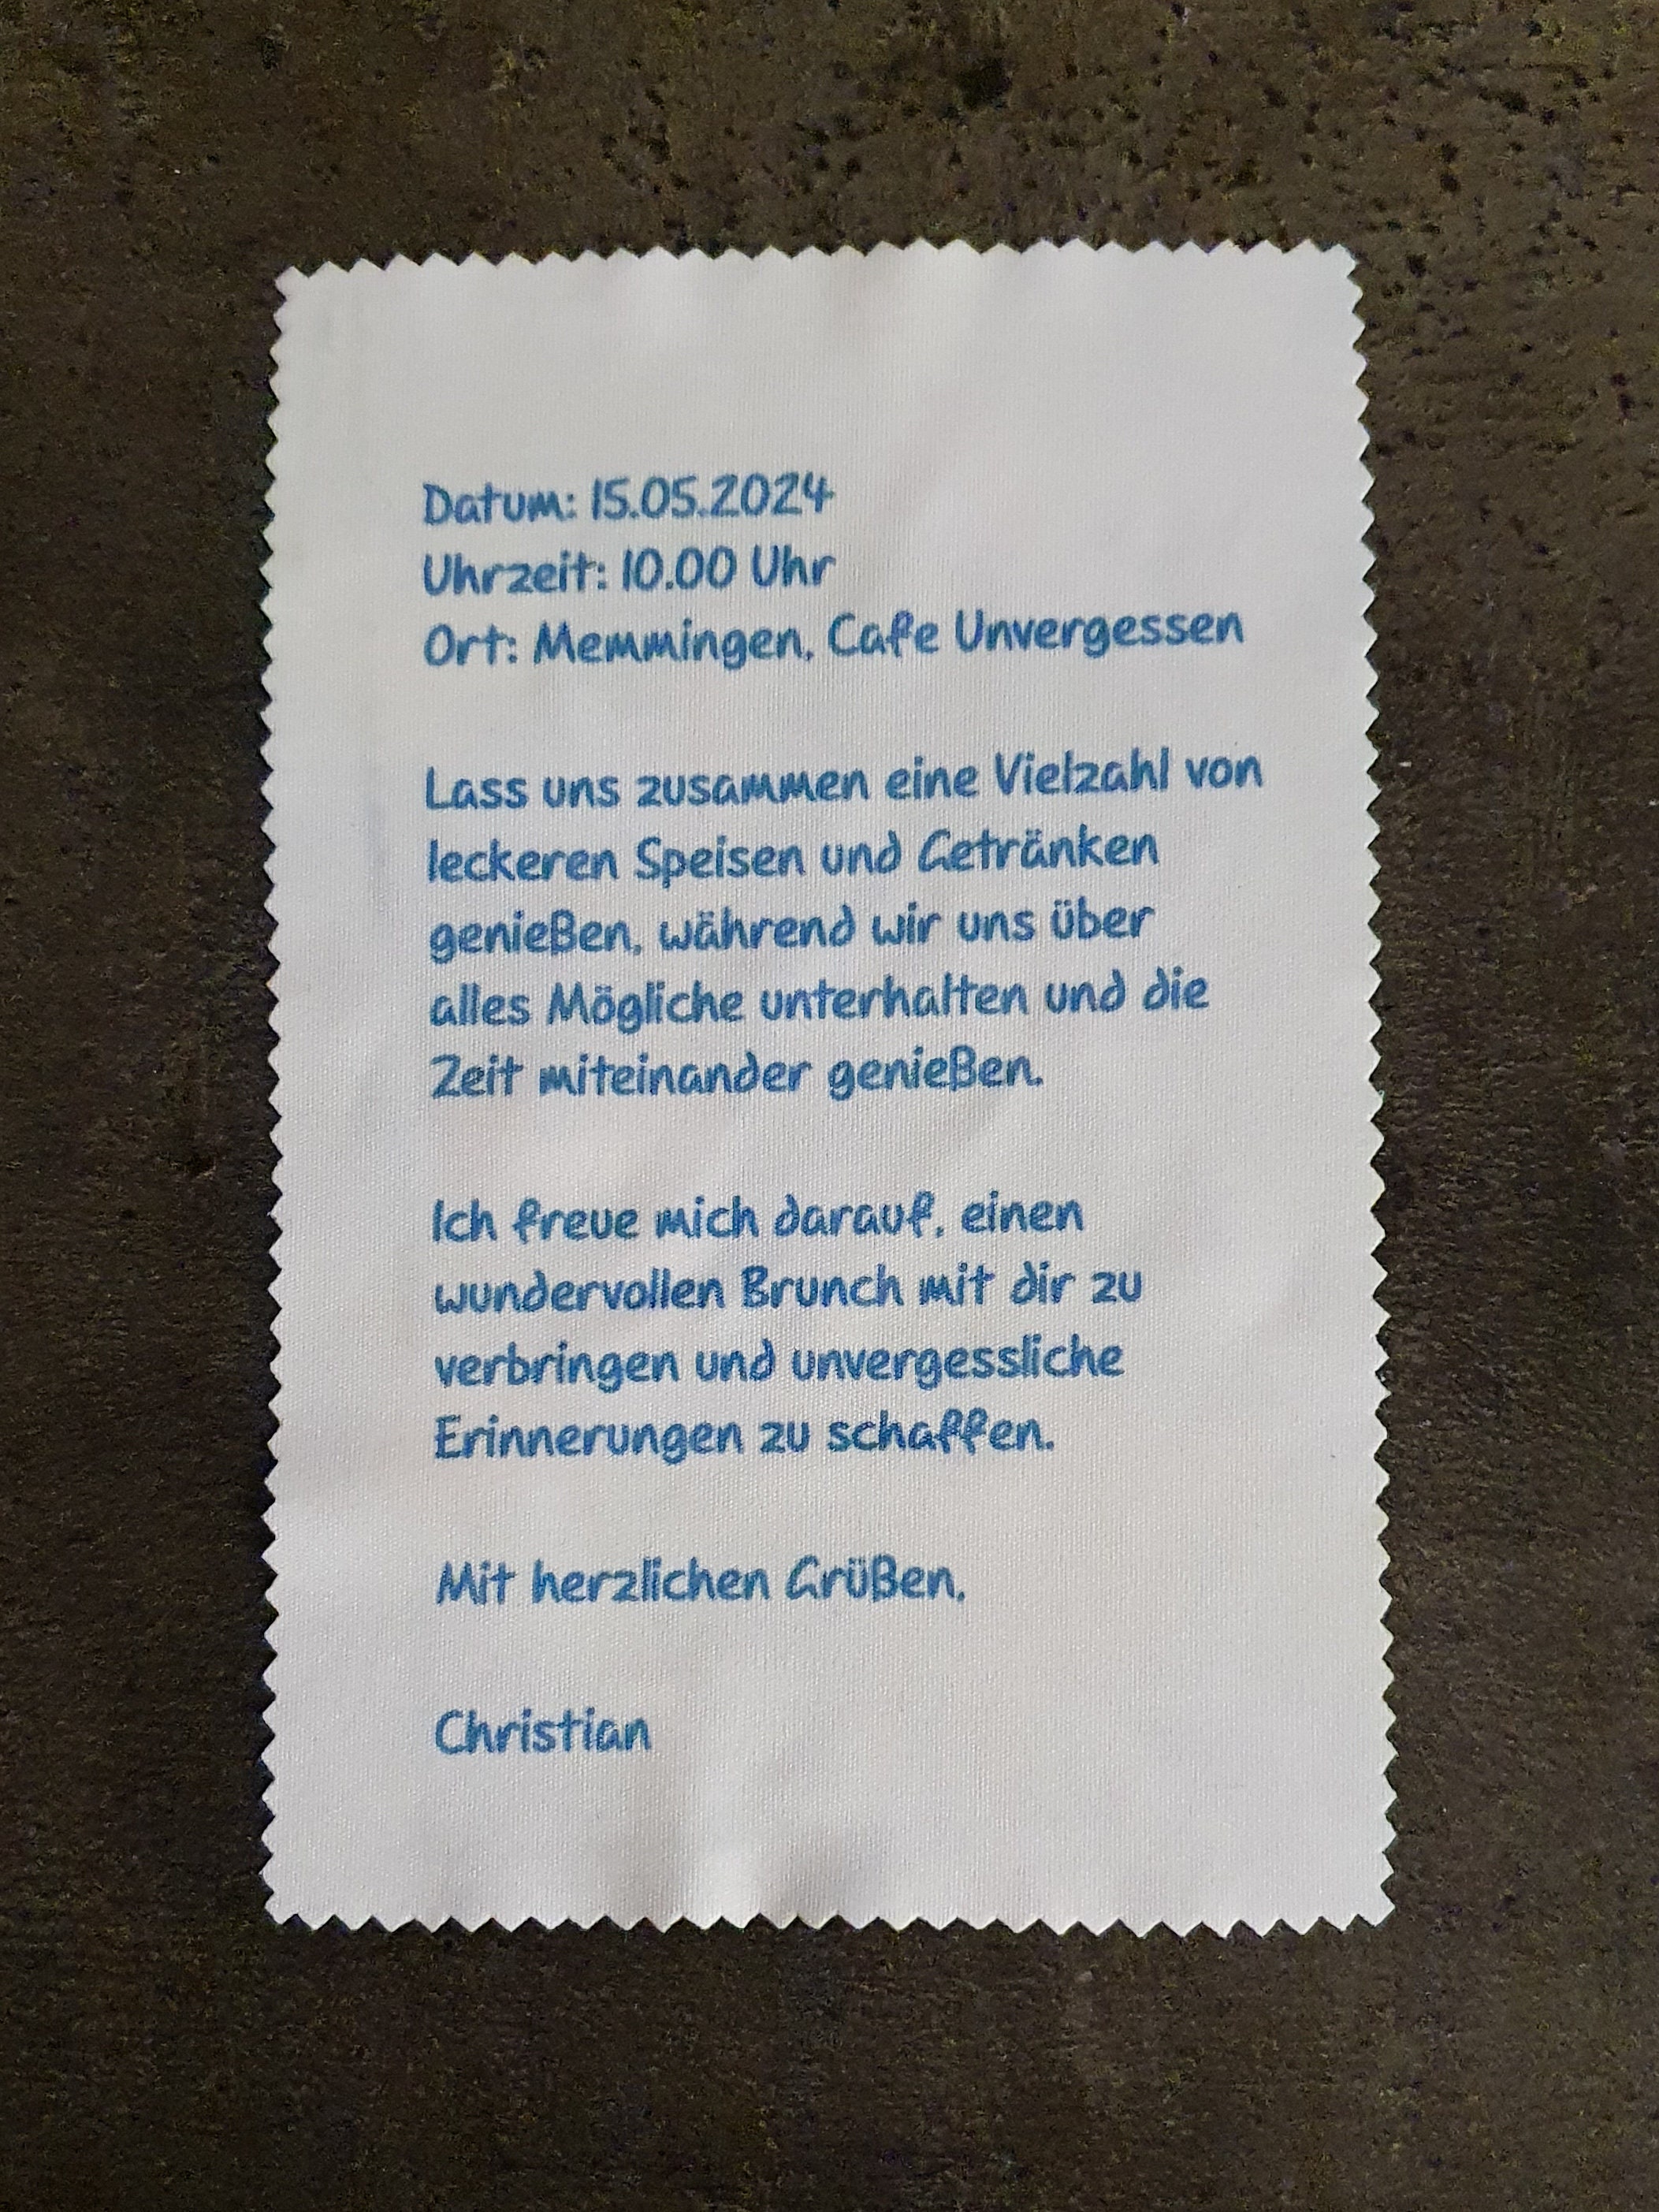 Datum: 15.05.2024
Uhrzeit: 10.00 Uhr
Ort: Memmingen, Cafe Unvergessen
Lass uns zusammen eine Vielzahl von
leckeren Speisen und Getränken
genießen, während wir uns über
alles Mögliche unterhalten und die
Zeit miteinander genießen.
Ich freue mich darauf, einen
wundervollen Brunch mit dir zu
verbringen und unvergessliche
Erinnerungen zu schaffen.
Mit herzlichen Grüßen,
Christian